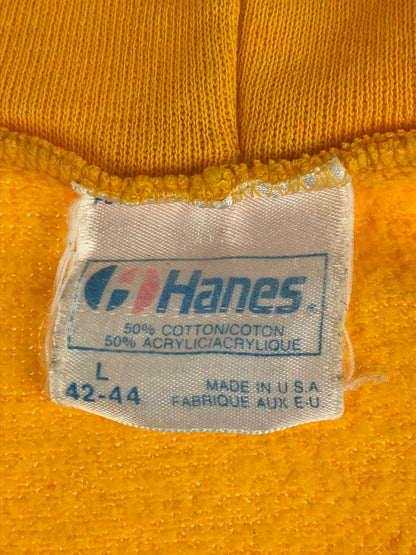 Hanes.
50% COTTON/COTON
50% ACRYLIC/ACRYLIQUE
L
42-44
MADE IN U.S.A
FABRIQUE AUX E-U